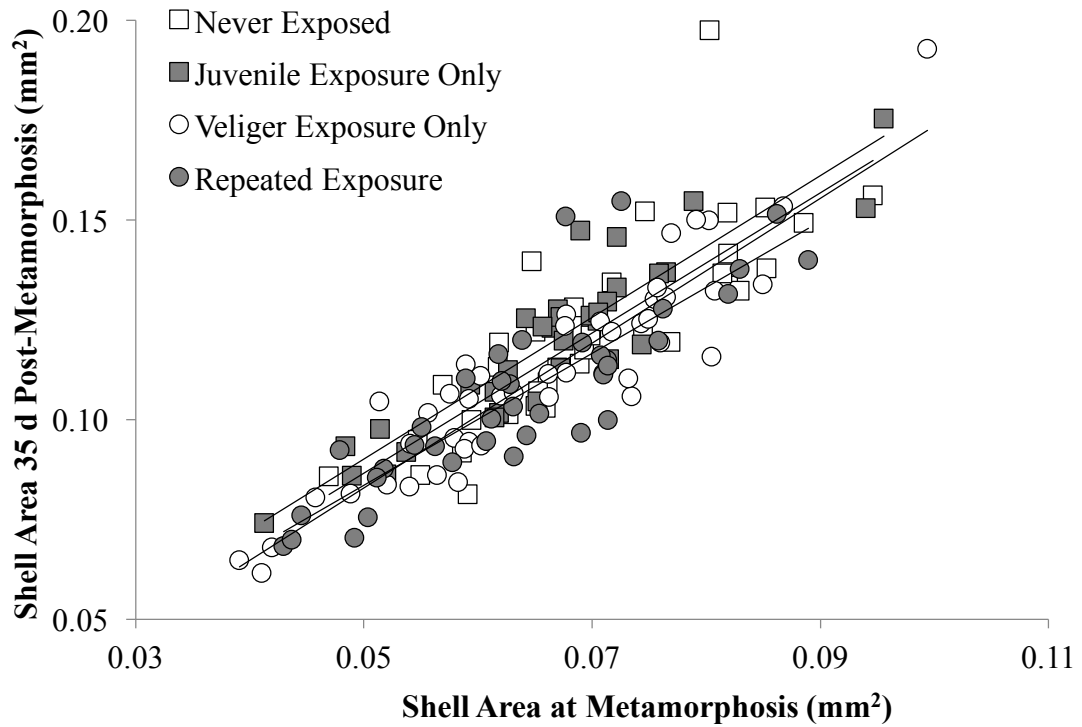 Shell Area 35 d Post-Metamorphosis (mm²)
0.20
0.15
0.10
0.05
Never Exposed
Juvenile Exposure Only
Veliger Exposure Only
Repeated Exposure
0.03 0.05 0.07 0.09 0.11
Shell Area at Metamorphosis (mm²)